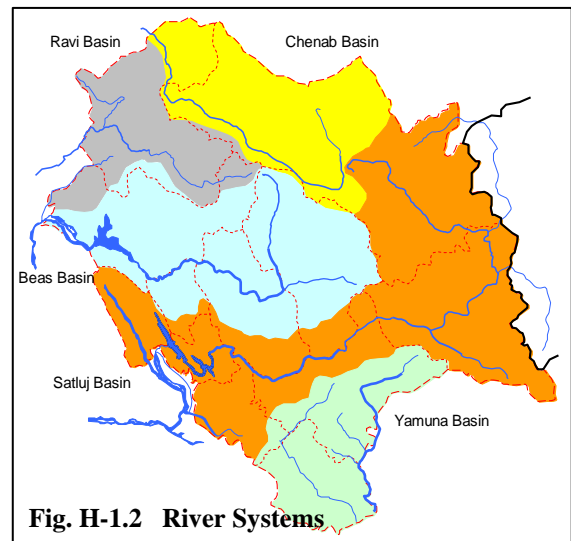 Ravi Basin
Chenab Basin
Beas Basin
Satluj Basin
Yamuna Basin
Fig. H-1.2 River Systems